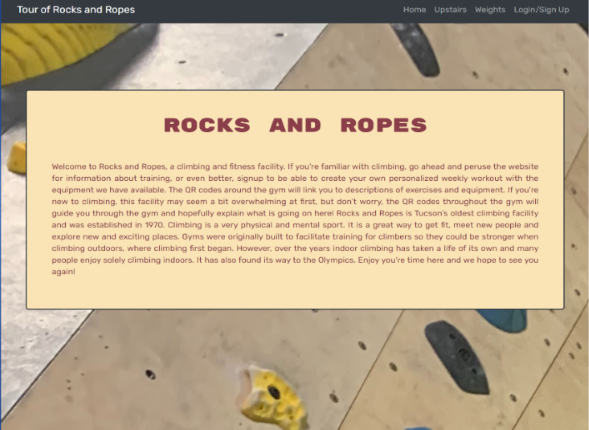 Tour of Rocks and Ropes
Home Upstairs Weights Login/Sign Up
ROCKS AND ROPES
Welcome to Rocks and Ropes, a climbing and fitness facility. If you're familiar with climbing, go ahead and peruse the website
for information about training, or even better, signup to be able to create your own personalized weekly workout with the
equipment we have available. The QR codes around the gym will link you to descriptions of exercises and equipment. If you're
new to climbing, this facility may seem a bit overwhelming at first, but don't worry, the QR codes throughout the gym will
guide you through the gym and hopefully explain what is going on here! Rocks and Ropes is Tucson's oldest climbing facility
and was established in 1970. Climbing is a very physical and mental sport. It is a great way to get fit, meet new people and
explore new and exciting places. Gyms were originally built to facilitate training for climbers so they could be stronger when
climbing outdoors, where climbing first began. However, over the years indoor climbing has taken a life of its own and many
people enjoy solely climbing indoors. It has also found its way to the Olympics. Enjoy you're time here and we hope to see you
again!